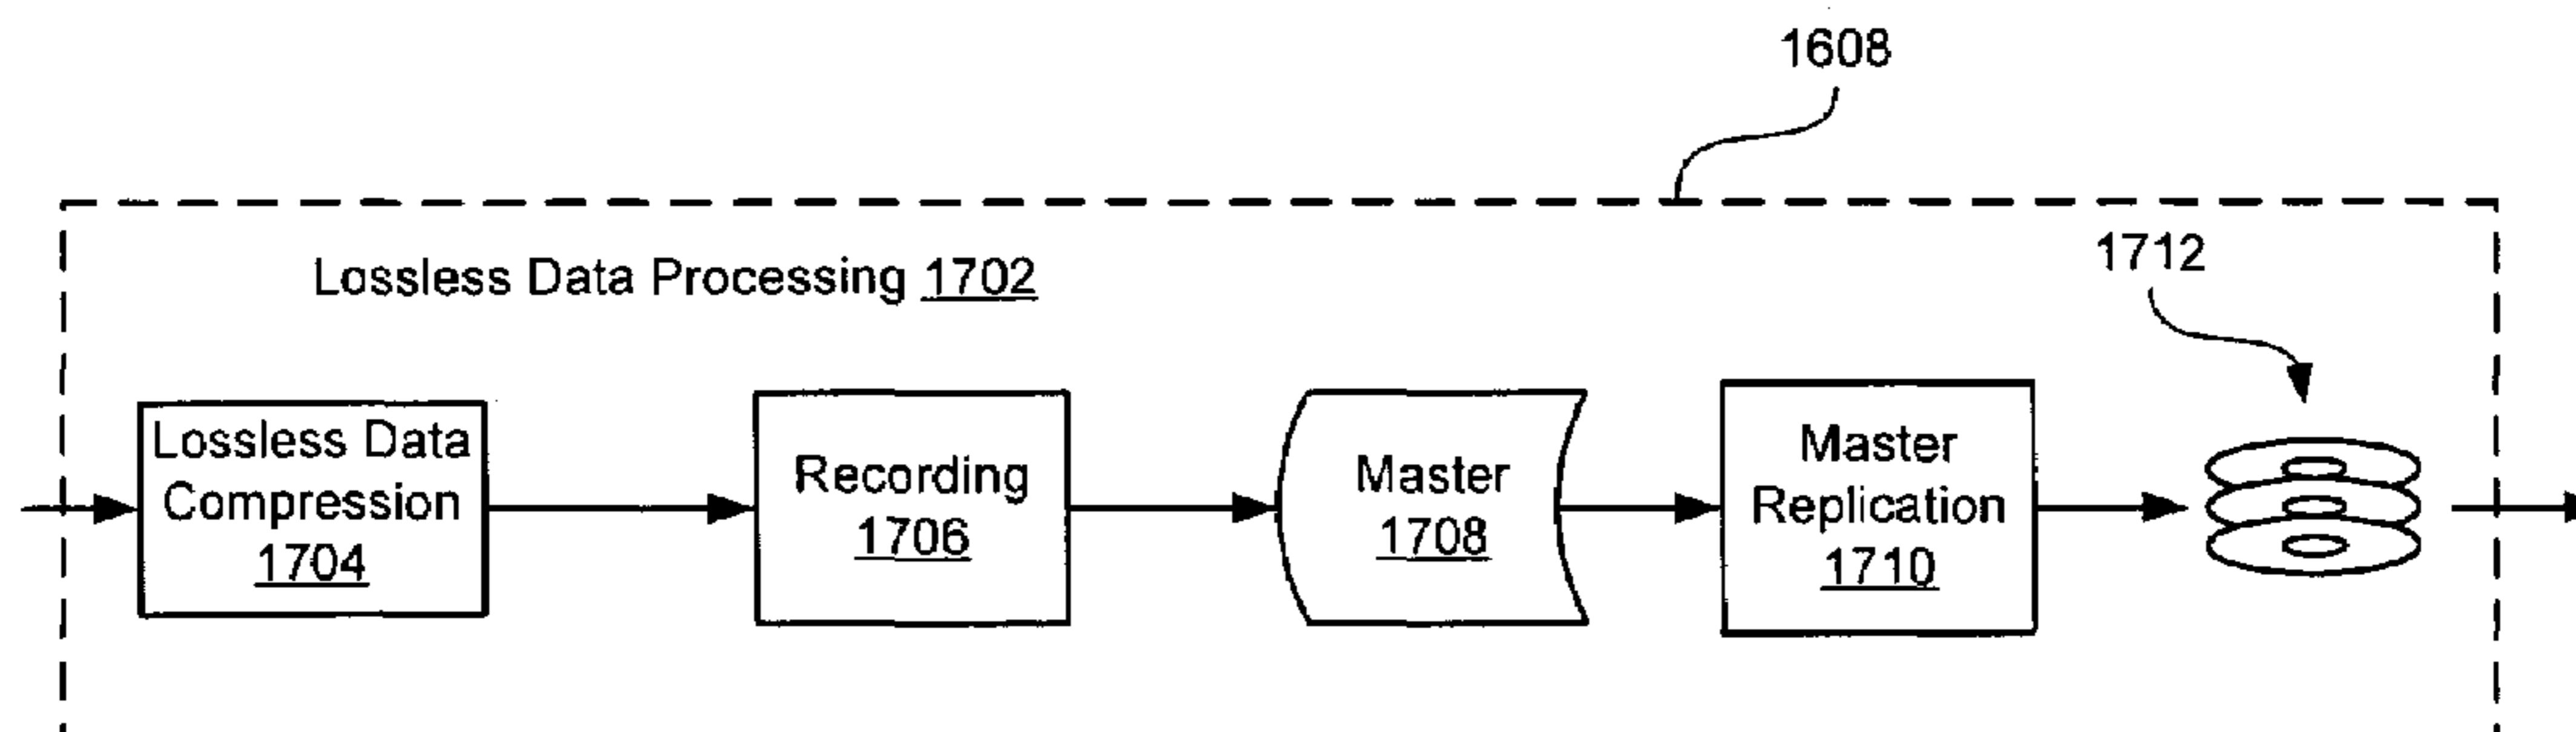 1608
1712
Lossless Data Processing 1702
Lossless Data
Compression
1704
Recording
1706
Master
1708
Master
Replication
1710